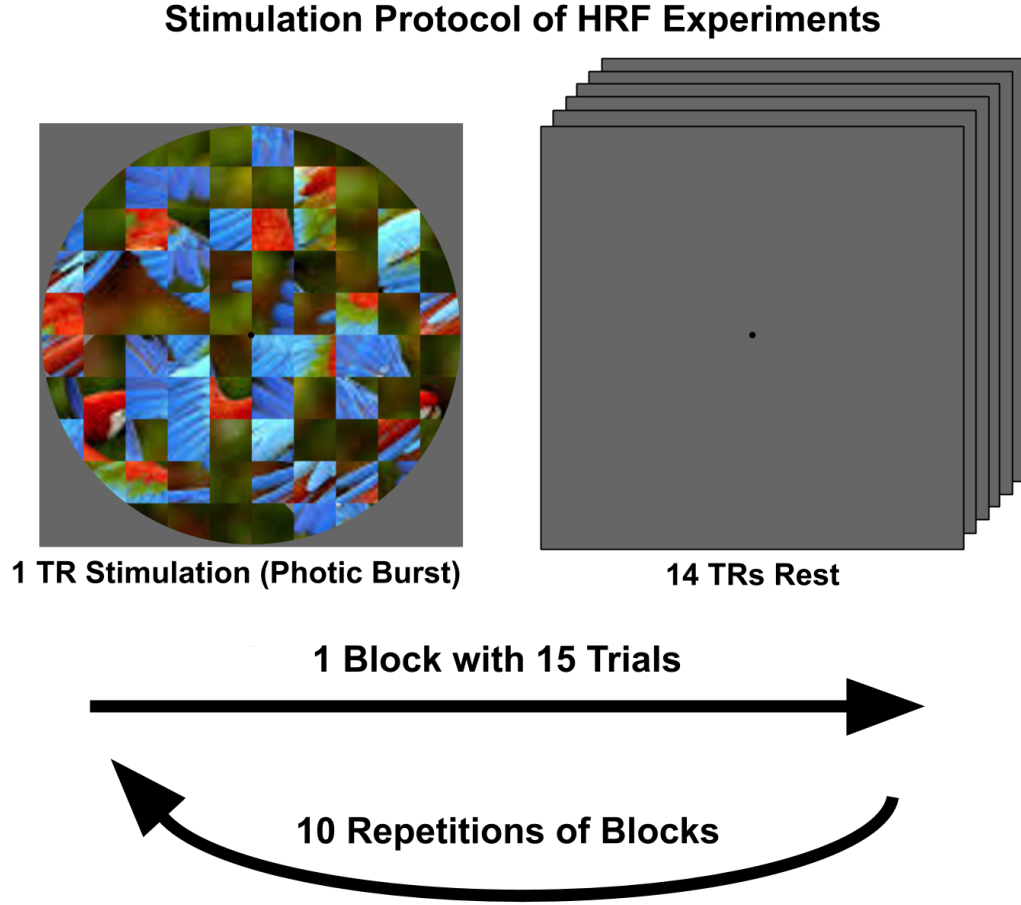 Stimulation Protocol of HRF Experiments
1 TR Stimulation (Photic Burst)
14 TRs Rest
1 Block with 15 Trials
10 Repetitions of Blocks